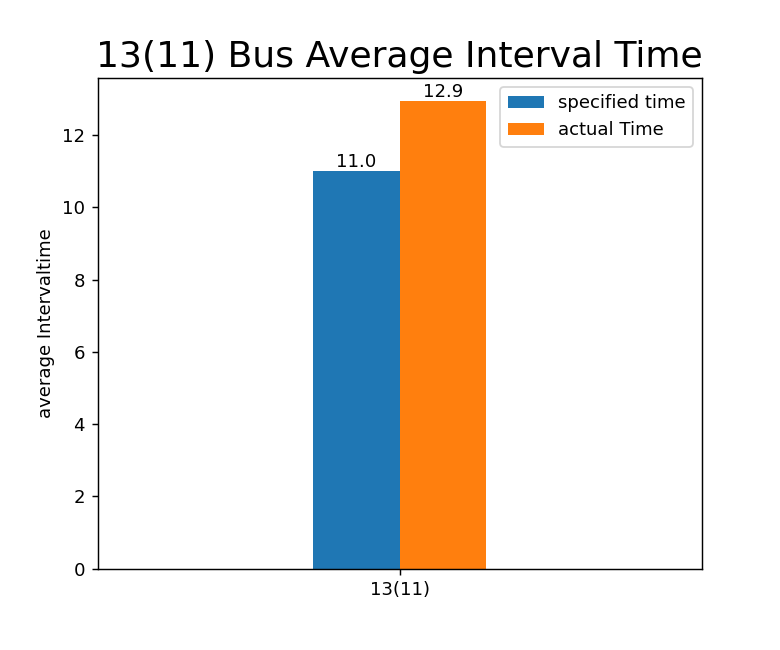 13(11) Bus Average Interval Time
12.9
specified time
actual Time
11.0
12
10
8
6
4
2
0
average Intervaltime
13(11)